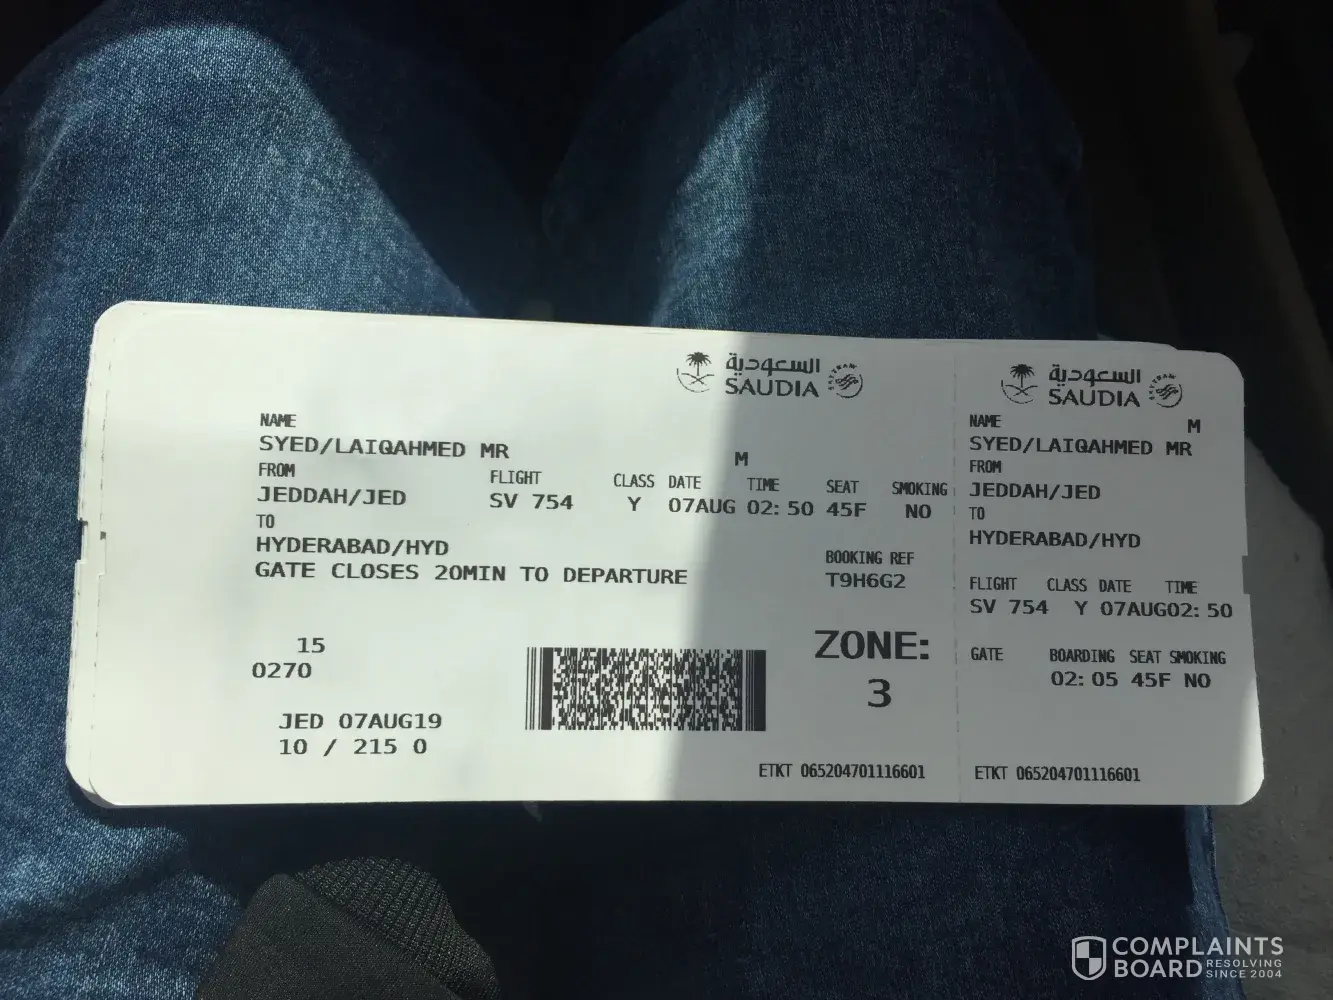 السعودية
SAUDIA
SKYTEAM
NAME
SYED/LAIQAHMED MR
M
FROM FLIGHT CLASS DATE TIME SEAT SMOKING
JEDDAH/JED SV 754 Y 07AUG 02:50 45F NO
TO
HYDERABAD/HYD BOOKING REF
GATE CLOSES 20MIN TO DEPARTURE T9H6G2
15
0270
ZONE:
3
JED 07AUG19
10 / 215 0
ETKT 065204701116601
السعودية
SAUDIA
SKYTEAM
NAME M
SYED/LAIQAHMED MR
FROM
JEDDAH/JED
TO
HYDERABAD/HYD
FLIGHT CLASS DATE TIME
SV 754 Y 07AUG02:50
GATE BOARDING SEAT SMOKING
02:05 45F NO
ETKT 065204701116601
COMPLAINTS
BOARD RESOLVING
SINCE 2004